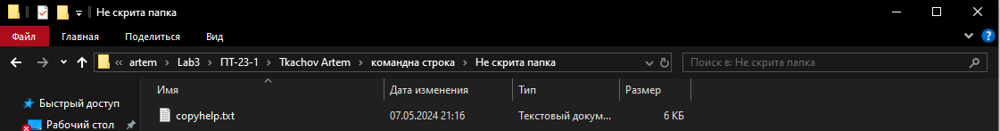 Не скрита папка
Файл Главная Поделиться Вид
« artem › Lab3 › ПТ-23-1 › Tkachov Artem › командна строка › Не скрита папка Поиск в: Не скрита папка
Имя Дата изменения Тип Размер
Быстрый доступ
copyhelp.txt 07.05.2024 21:16 Текстовый докум... 6 КБ
Рабочий стол